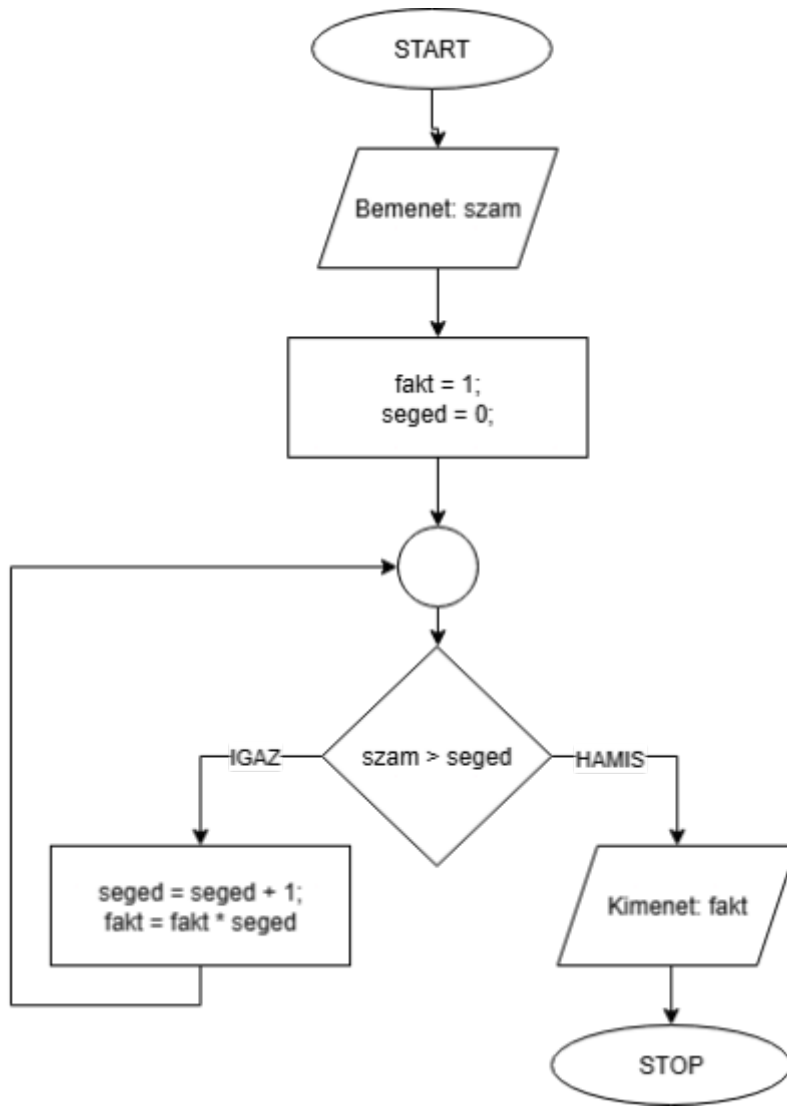 START
Bemenet: szam
fakt = 1;
seged = 0;
szam > seged
IGAZ
HAMIS
seged = seged + 1;
fakt = fakt * seged
Kimenet: fakt
STOP